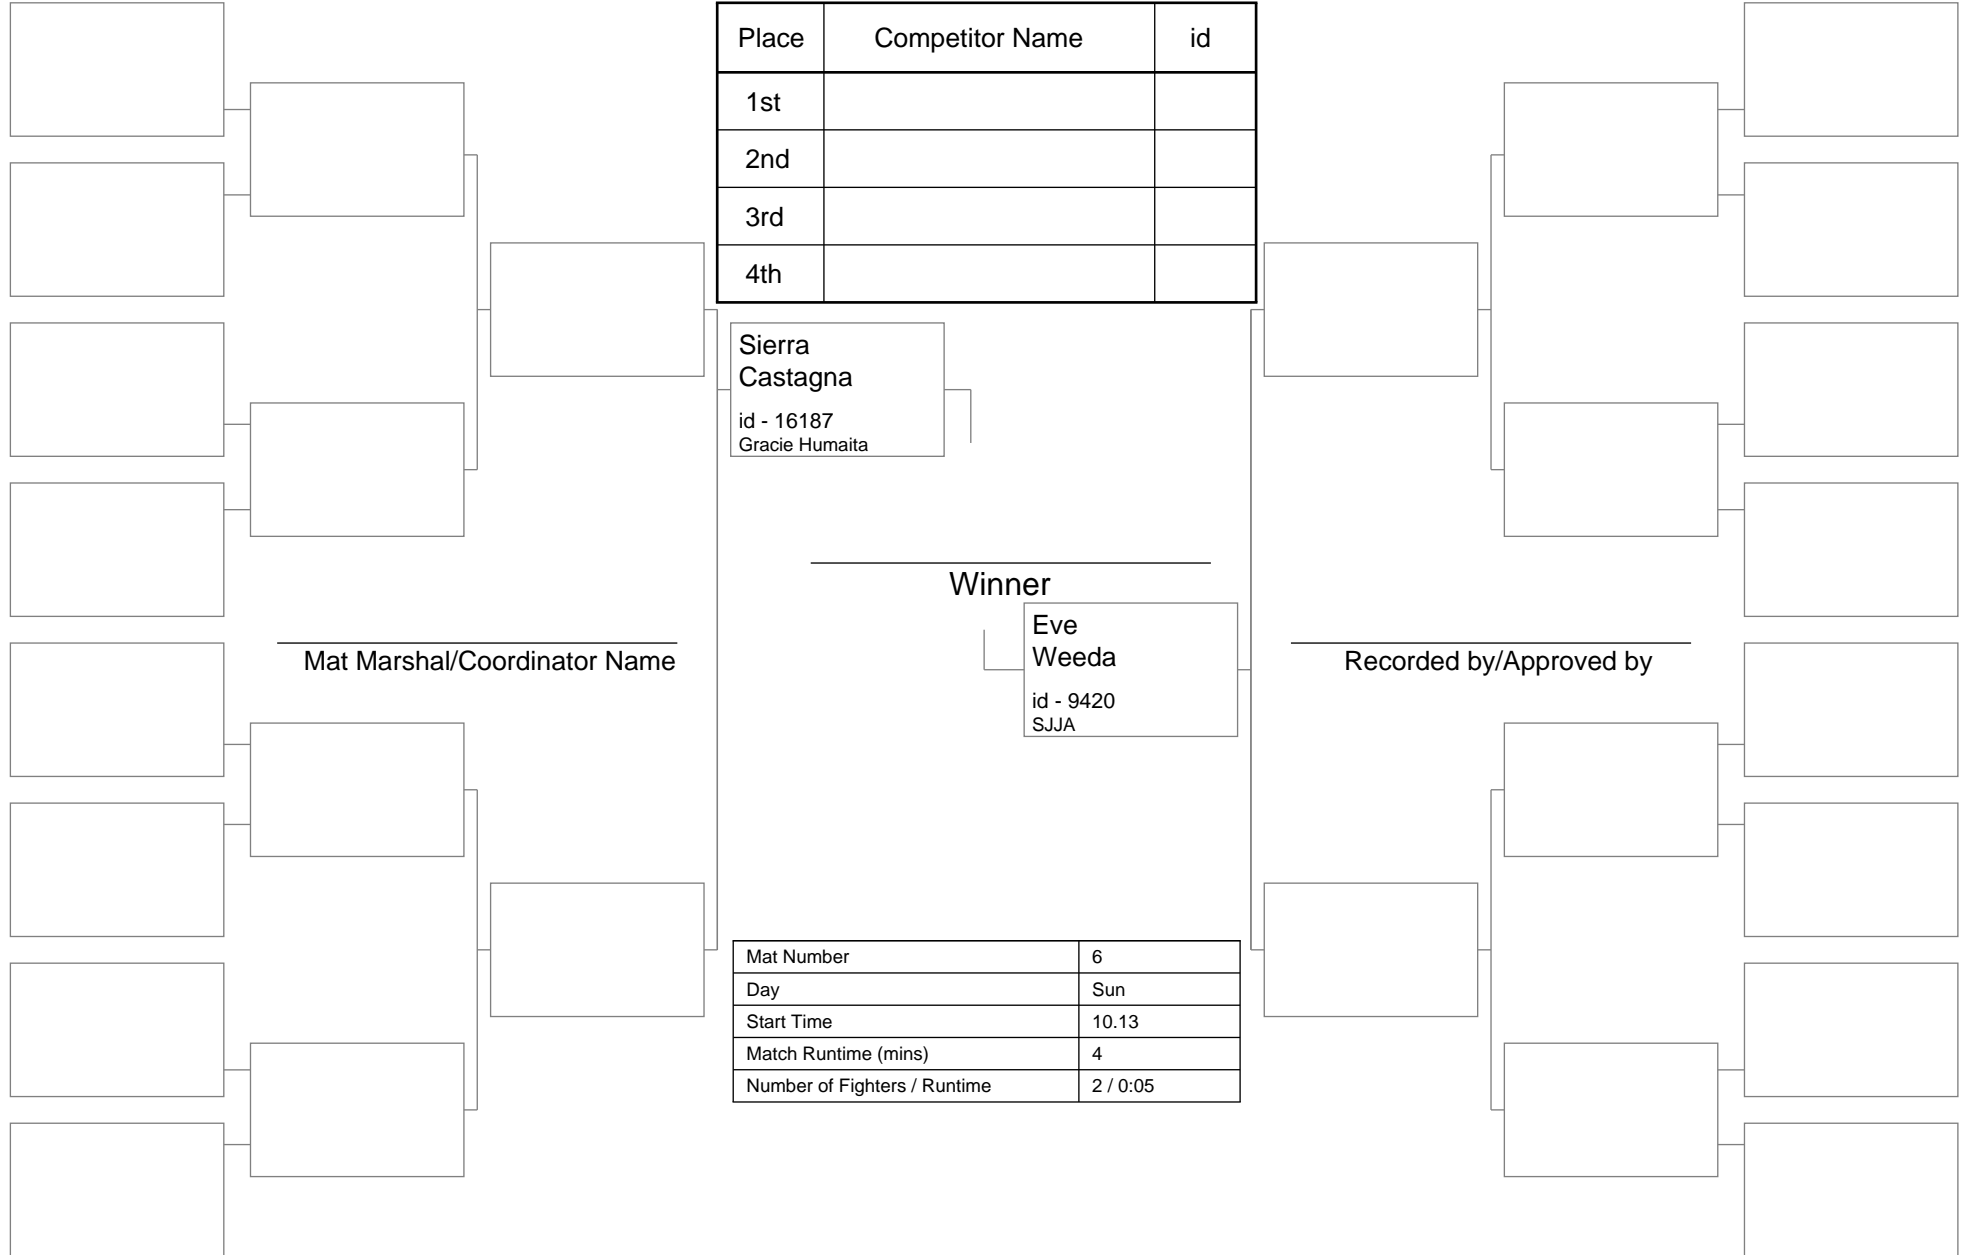 Place Competitor Name id
1st
2nd
3rd
4th
Sierra
Castagna
id - 16187
Gracie Humaita
Winner
Eve
Weeda
id - 9420
SJJA
Mat Marshal/Coordinator Name
Recorded by/Approved by
Mat Number 6
Day Sun
Start Time 10.13
Match Runtime (mins) 4
Number of Fighters / Runtime 2 / 0:05